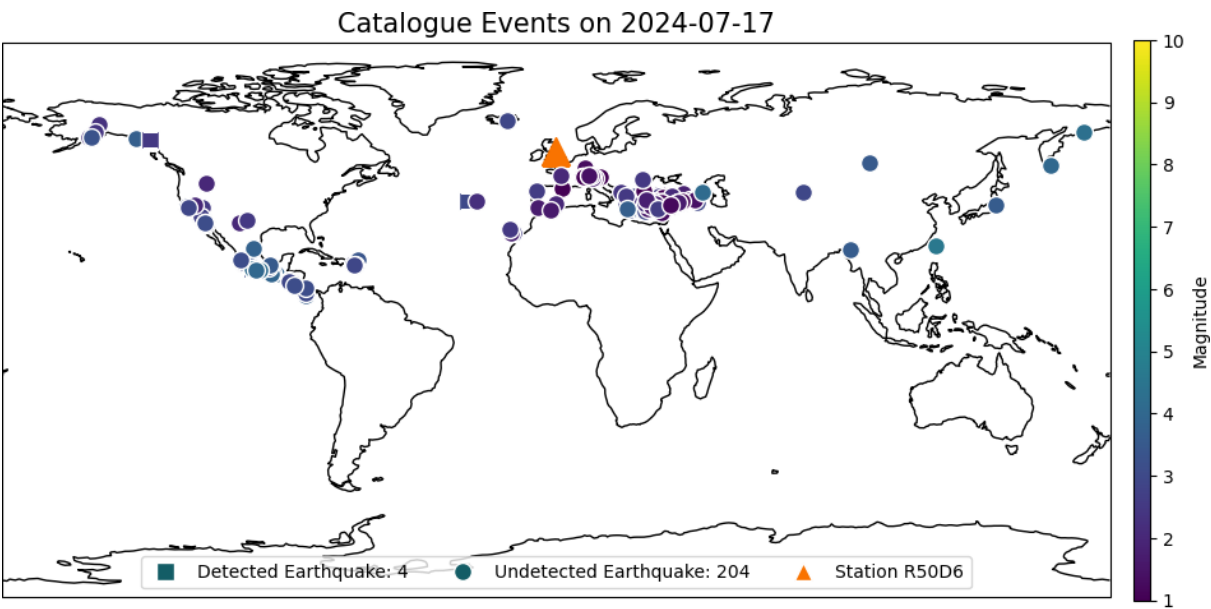 Catalogue Events on 2024-07-17
10
9
8
7
6
5
4
3
2
1
Magnitude
Detected Earthquake: 4
Undetected Earthquake: 204
Station R50D6